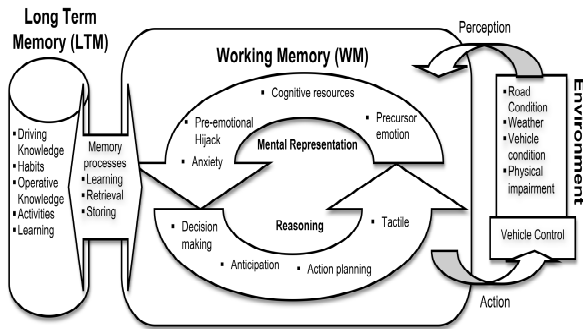 Long Term
Memory (LTM)
▪ Driving
Knowledge
▪ Habits
▪ Operative
Knowledge
▪ Activities
▪ Learning
Memory
processes
▪ Learning
▪ Retrieval
▪ Storing
Working Memory (WM)
▪ Cognitive resources
▪ Pre-emotional
Hijack
▪ Anxiety
▪ Precursor
emotion
Mental Representation
Reasoning
▪ Decision
making
▪ Anticipation
▪ Action planning
▪ Tactile
Perception
▪ Road
Condition
▪ Weather
▪ Vehicle
condition
▪ Physical
impairment
Environment
Vehicle Control
Action